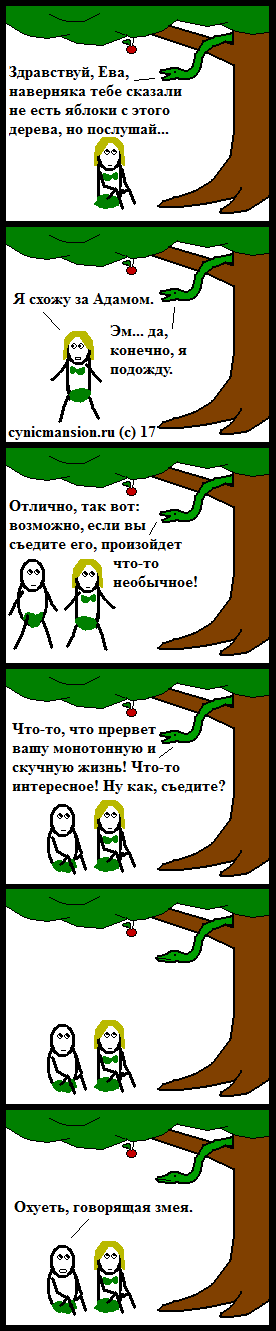 Здравствуй, Ева,
наверняка тебе сказали
не есть яблоки с этого
дерева, но послушай...
Я схожу за Адамом.
Эм... да,
конечно, я
подожду.
cynicmansion.ru (c) 17
Отлично, так вот:
возможно, если вы
съедите его, произойдет
что-то
необычное!
Что-то, что прервет
вашу монотонную и
скучную жизнь! Что-то
интересное! Ну как, съедите?
Охуеть, говорящая змея.